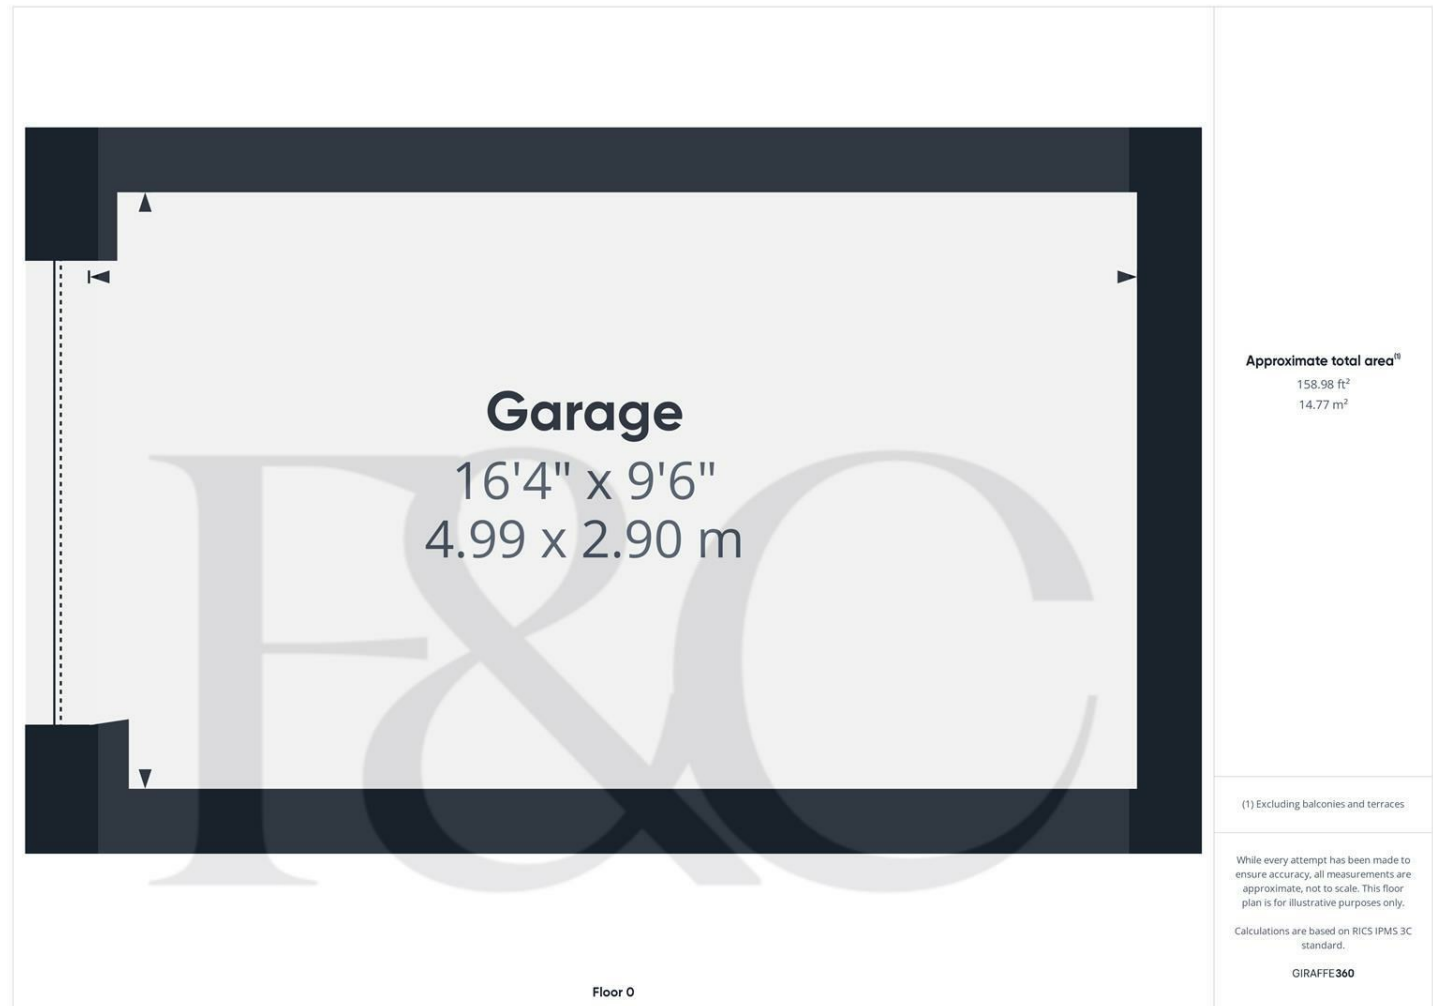 Garage
16'4" x 9'6"
4.99 x 2.90 m
F&C
Floor 0
Approximate total area(1)
158.98 ft²
14.77 m²
(1) Excluding balconies and terraces
While every attempt has been made to
ensure accuracy, all measurements are
approximate, not to scale. This floor
plan is for illustrative purposes only.
Calculations are based on RICS IPMS 3C
standard.
GIRAFFE360